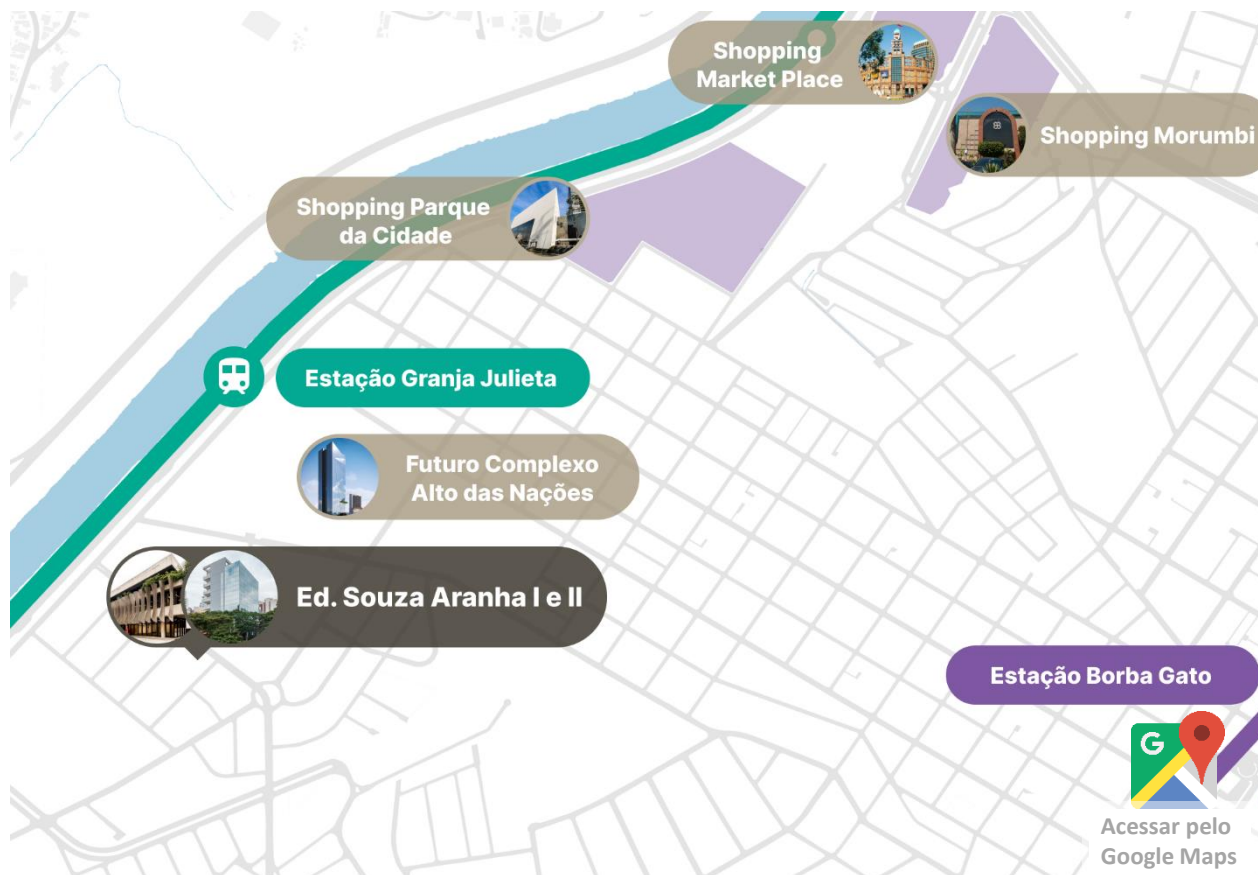 Shopping
Market Place
Shopping Morumbi
Shopping Parque
da Cidade
Estação Granja Julieta
Futuro Complexo
Alto das Nações
Ed. Souza Aranha I e II
Estação Borba Gato
G
Acessar pelo
Google Maps